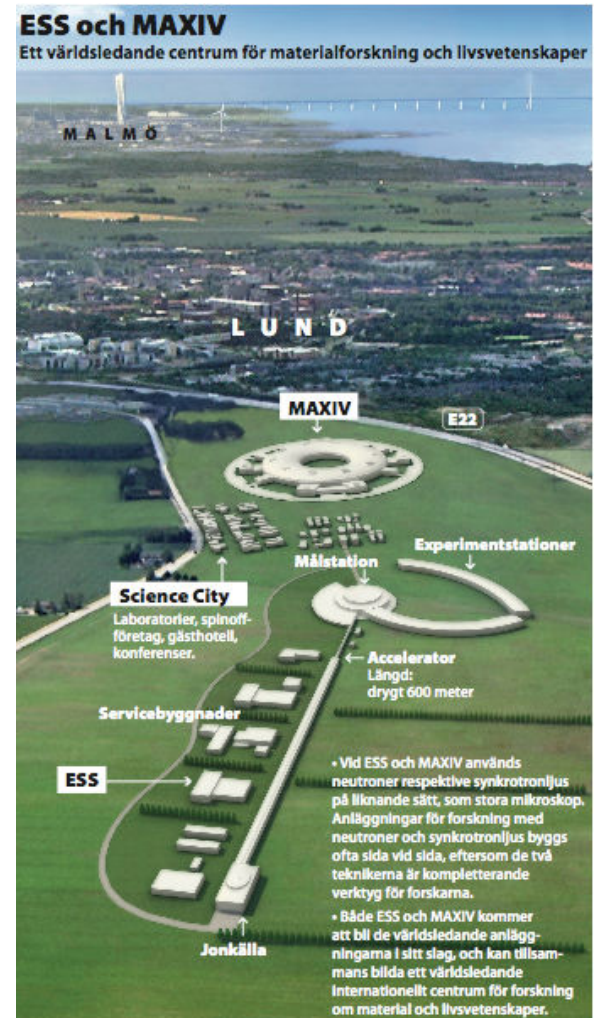 ESS och MAXIV
Ett världsledande centrum för materialforskning och livsvetenskaper
MALMÖ
LUND
MAXIV
E22
Experimentstationer
Målstation
Science City
Laboratorier, spinoff-
företag, gästhotell,
konferenser.
Accelerator
Längd:
drygt 600 meter
Servicebyggnader
ESS
• Vid ESS och MAXIV används
neutroner respektive synkrotronljus
på liknande sätt, som stora mikroskop.
Anläggningar för forskning med
neutroner och synkrotronljus byggs
ofta sida vid sida, eftersom de två
teknikerna är kompletterande
verktyg för forskarna.
• Både ESS och MAXIV kommer
att bli de världsledande anlägg-
ningarna i sitt slag, och kan tillsam-
mans bilda ett världsledande
internationellt centrum för forskning
om material och livsvetenskaper.
Jonkälla